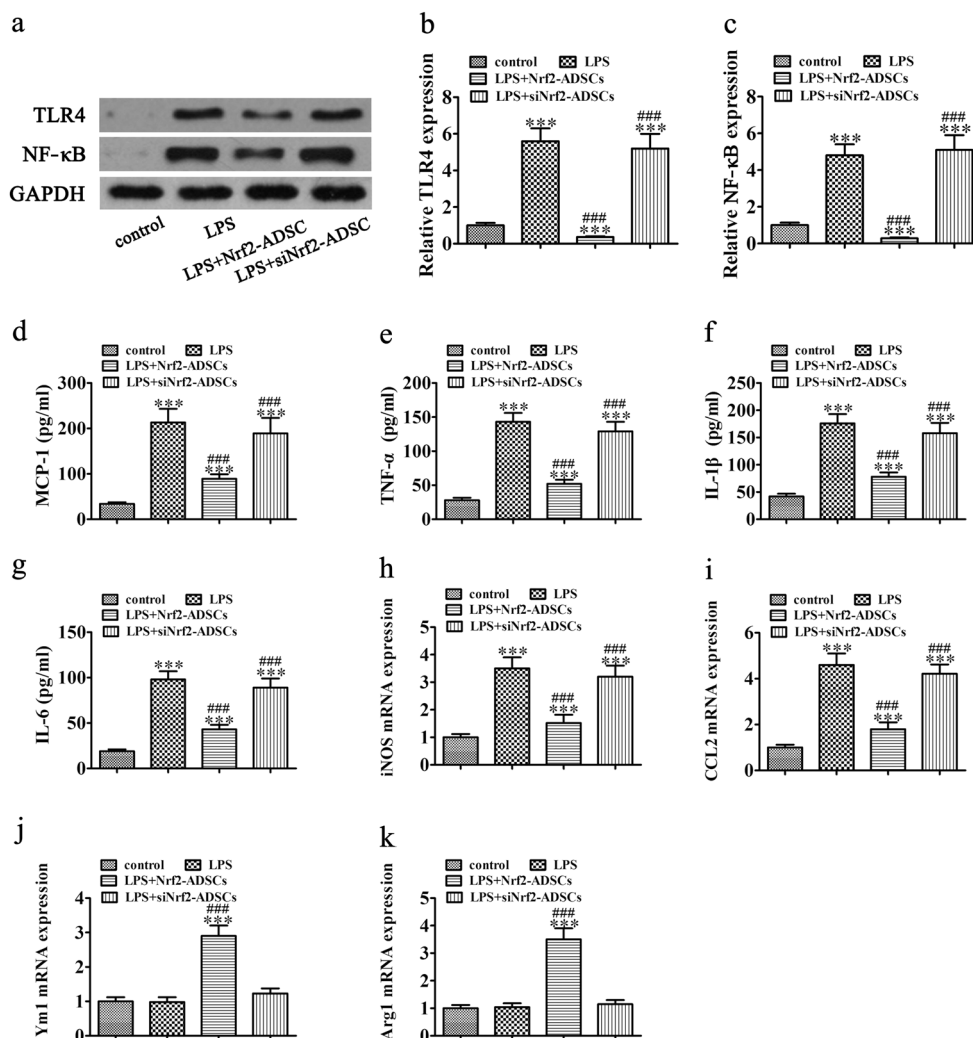 a
TLR4
NF-κB
GAPDH
control
LPS
LPS+Nrf2-ADSC
LPS+siNrf2-ADSC
b
control LPS
LPS+Nrf2-ADSCs
LPS+siNrf2-ADSCs
Relative TLR4 expression
8
6
4
2
0
***
###
***
###
***
c
control LPS
LPS+Nrf2-ADSCs
LPS+siNrf2-ADSCs
Relative NF-κB expression
8
6
4
2
0
***
###
***
###
***
d
control LPS
LPS+Nrf2-ADSCs
LPS+siNrf2-ADSCs
MCP-1 (pg/ml)
300
200
100
0
***
###
***
###
***
e
control LPS
LPS+Nrf2-ADSCs
LPS+siNrf2-ADSCs
TNF-α (pg/ml)
200
150
100
50
0
***
###
***
###
***
f
control LPS
LPS+Nrf2-ADSCs
LPS+siNrf2-ADSCs
IL-1β (pg/ml)
250
200
150
100
50
0
***
###
***
###
***
g
control LPS
LPS+Nrf2-ADSCs
LPS+siNrf2-ADSCs
IL-6 (pg/ml)
150
100
50
0
***
###
***
###
***
h
control LPS
LPS+Nrf2-ADSCs
LPS+siNrf2-ADSCs
iNOS mRNA expression
5
4
3
2
1
0
***
###
***
###
***
i
control LPS
LPS+Nrf2-ADSCs
LPS+siNrf2-ADSCs
CCL2 mRNA expression
6
4
2
0
***
###
***
###
***
j
control LPS
LPS+Nrf2-ADSCs
LPS+siNrf2-ADSCs
Ym1 mRNA expression
4
3
2
1
0
###
***
k
control LPS
LPS+Nrf2-ADSCs
LPS+siNrf2-ADSCs
Arg1 mRNA expression
5
4
3
2
1
0
###
***